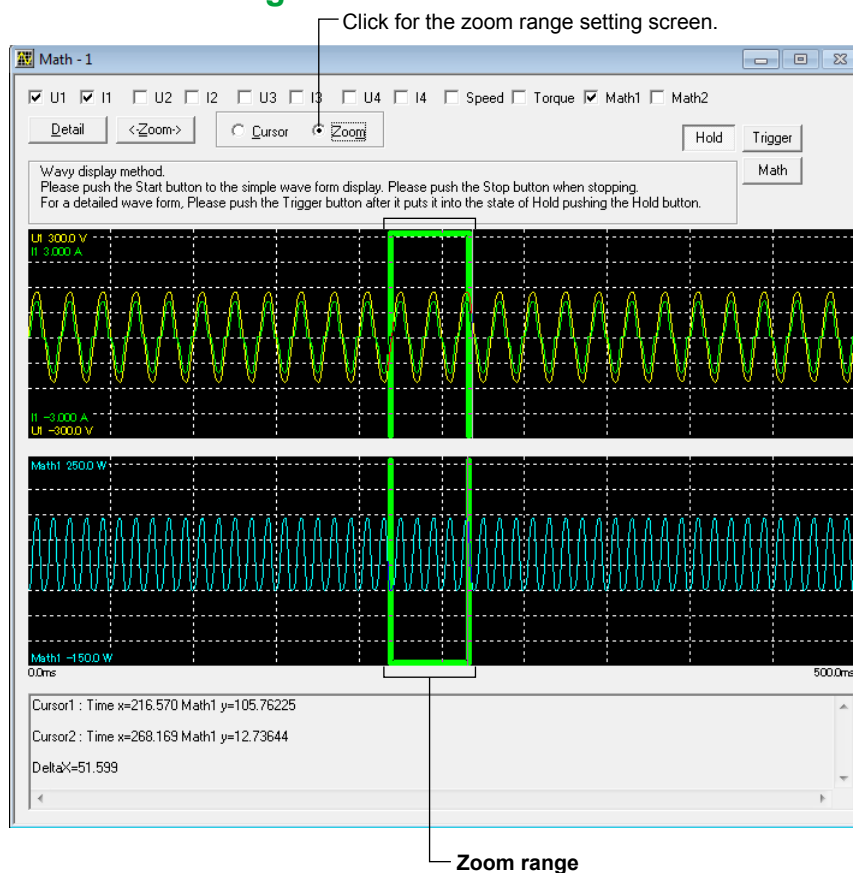 Click for the zoom range setting screen.
Math - 1
U1 I1 U2 I2 U3 I3 U4 I4 Speed Torque Math1 Math2
Detail <-Zoom-> Cursor Zoom Hold Trigger
Math
Wavy display method.
Please push the Start button to the simple wave form display. Please push the Stop button when stopping.
For a detailed wave form, Please push the Trigger button after it puts it into the state of Hold pushing the Hold button.
U1 300.0 V
I1 3.000 A
I1 -3.000 A
U1 -300.0 V
Math1 250.0 W
Math1 -150.0 W
0.0ms 500.0ms
Cursor1 : Time x=216.570 Math1 y=105.76225
Cursor2 : Time x=268.169 Math1 y=12.73644
DeltaX=51.599
Zoom range